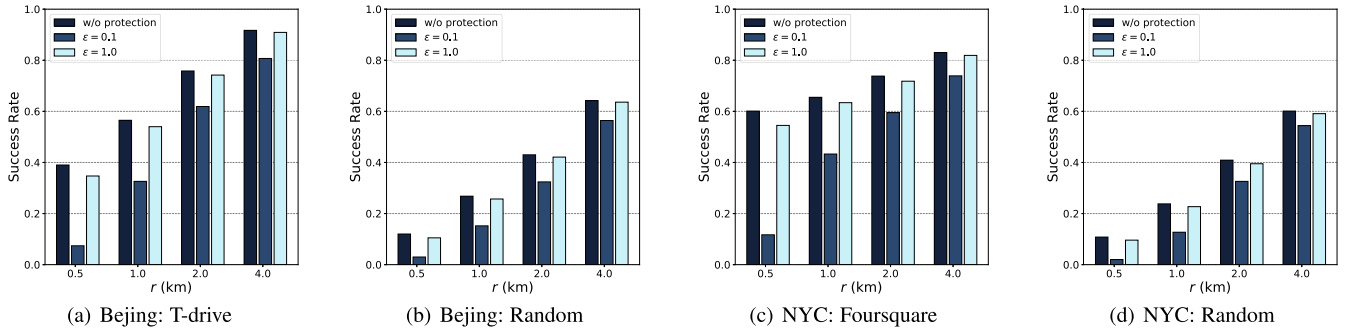 Success Rate
1.0
0.8
0.6
0.4
0.2
0.0
w/o protection
ε = 0.1
ε = 1.0
0.5 1.0 2.0 4.0
r (km)
(a) Bejing: T-drive
Success Rate
1.0
0.8
0.6
0.4
0.2
0.0
w/o protection
ε = 0.1
ε = 1.0
0.5 1.0 2.0 4.0
r (km)
(b) Bejing: Random
Success Rate
1.0
0.8
0.6
0.4
0.2
0.0
w/o protection
ε = 0.1
ε = 1.0
0.5 1.0 2.0 4.0
r (km)
(c) NYC: Foursquare
Success Rate
1.0
0.8
0.6
0.4
0.2
0.0
w/o protection
ε = 0.1
ε = 1.0
0.5 1.0 2.0 4.0
r (km)
(d) NYC: Random